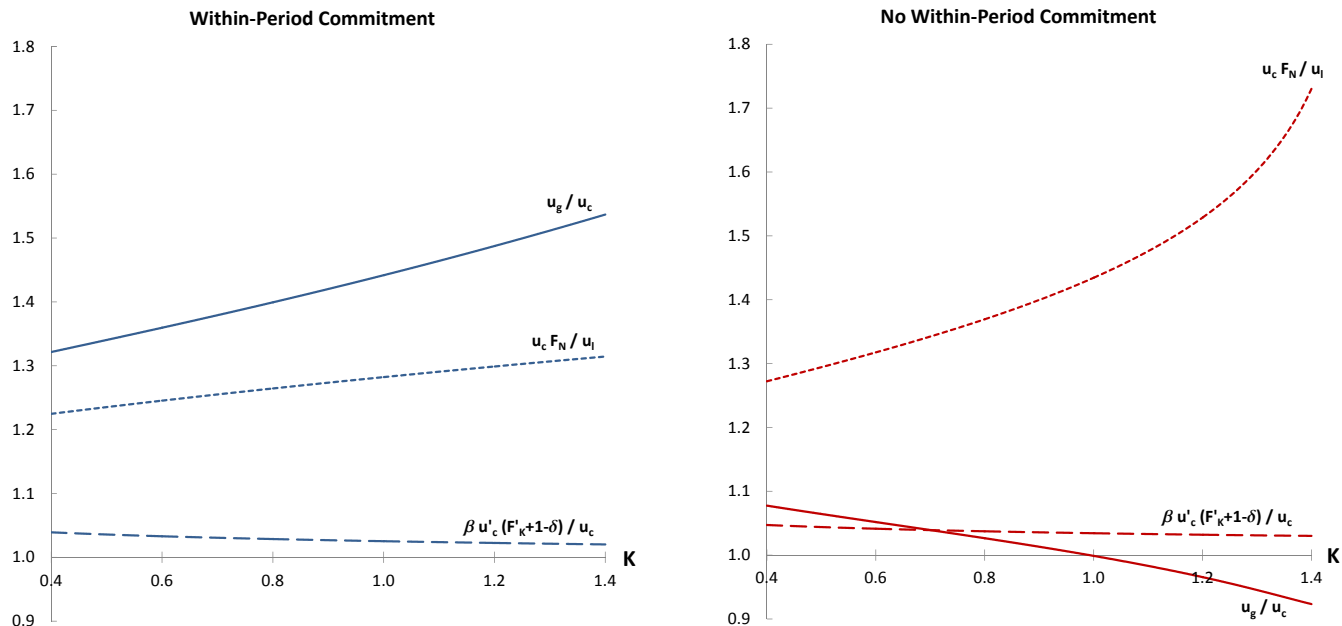 Within-Period Commitment
1.8
1.7
1.6
1.5
1.4
1.3
1.2
1.1
1.0
0.9
u_g / u_c
u_c F_N / u_l
β u'_c (F'_K+1-δ) / u_c
K
0.4 0.6 0.8 1.0 1.2 1.4
No Within-Period Commitment
1.8
1.7
1.6
1.5
1.4
1.3
1.2
1.1
1.0
0.9
u_c F_N / u_l
β u'_c (F'_K+1-δ) / u_c
K
0.4 0.6 0.8 1.0 1.2 1.4
u_g / u_c